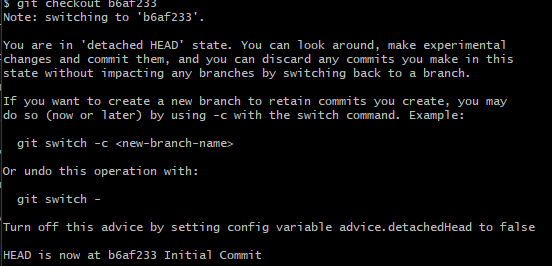 $ git checkout b6af233
Note: switching to 'b6af233'.
You are in 'detached HEAD' state. You can look around, make experimental
changes and commit them, and you can discard any commits you make in this
state without impacting any branches by switching back to a branch.
If you want to create a new branch to retain commits you create, you may
do so (now or later) by using -c with the switch command. Example:
git switch -c <new-branch-name>
Or undo this operation with:
git switch -
Turn off this advice by setting config variable advice.detachedHead to false
HEAD is now at b6af233 Initial Commit